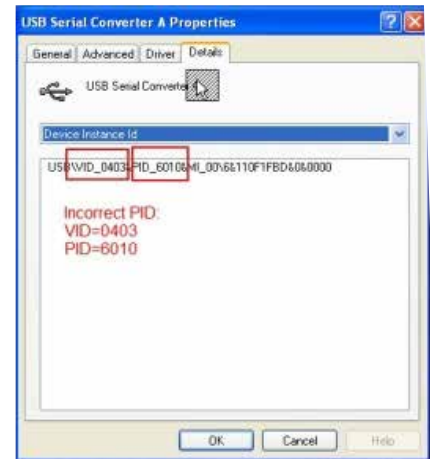 USB Serial Converter A Properties
General Advanced Driver Details
USB Serial Converter
Device Instance Id
USB\VID_0403&PID_6010&MI_00\6&110F1FBD&0&0000
Incorrect PID:
VID=0403
PID=6010
OK Cancel Help